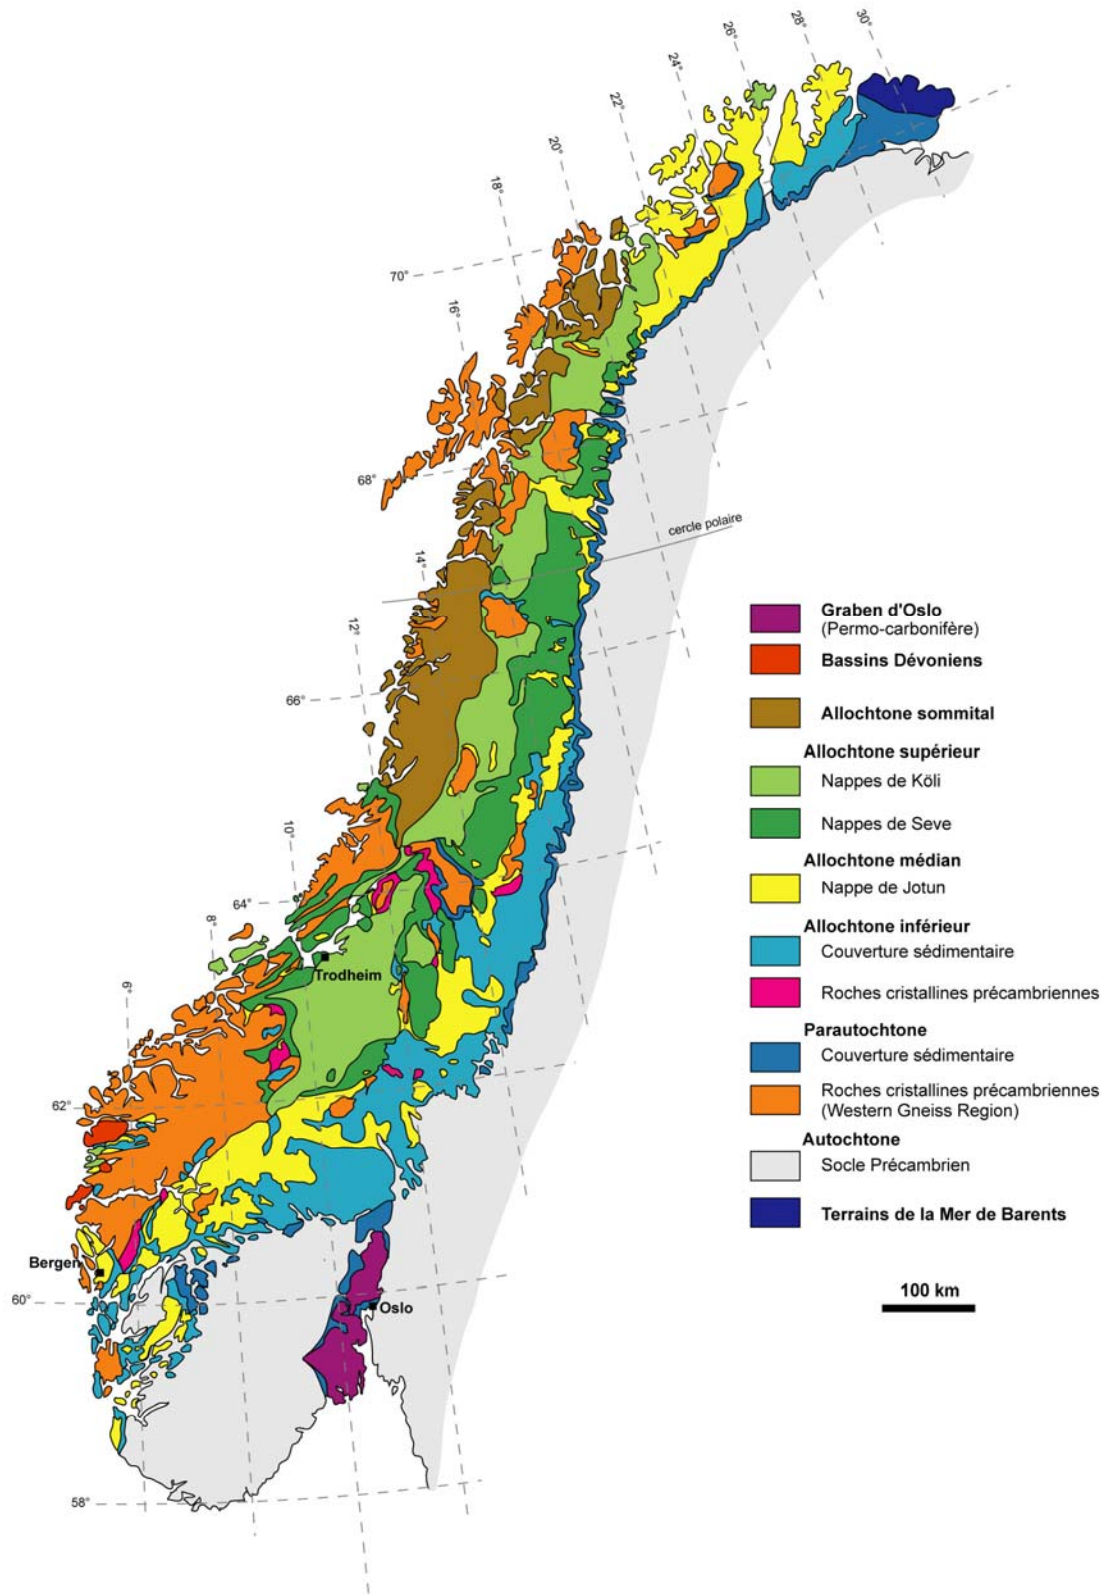 30°
28°
26°
24°
22°
20°
18°
70°
16°
68°
cercle polaire
14°
12°
66°
10°
64°
8°
Trodheim
6°
62°
Bergen
60°
Oslo
58°
Graben d'Oslo
(Permo-carbonifère)
Bassins Dévoniens
Allochtone sommital
Allochtone supérieur
Nappes de Köli
Nappes de Seve
Allochtone médian
Nappe de Jotun
Allochtone inférieur
Couverture sédimentaire
Roches cristallines précambriennes
Parautochtone
Couverture sédimentaire
Roches cristallines précambriennes
(Western Gneiss Region)
Autochtone
Socle Précambrien
Terrains de la Mer de Barents
100 km